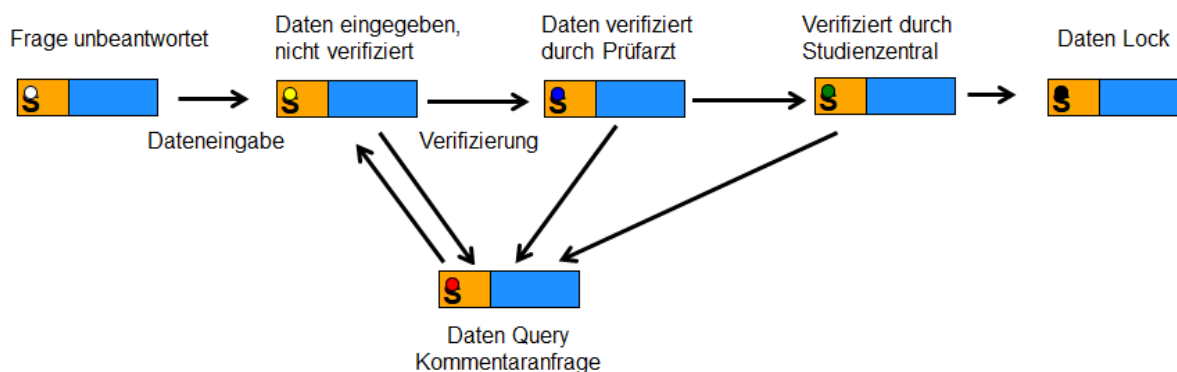 Frage unbeantwortet
Daten eingegeben,
nicht verifiziert
Daten verifiziert
durch Prüfarzt
Verifiziert durch
Studienzentral
Daten Lock
S
S
S
S
S
Dateneingabe
Verifizierung
S
Daten Query
Kommentaranfrage